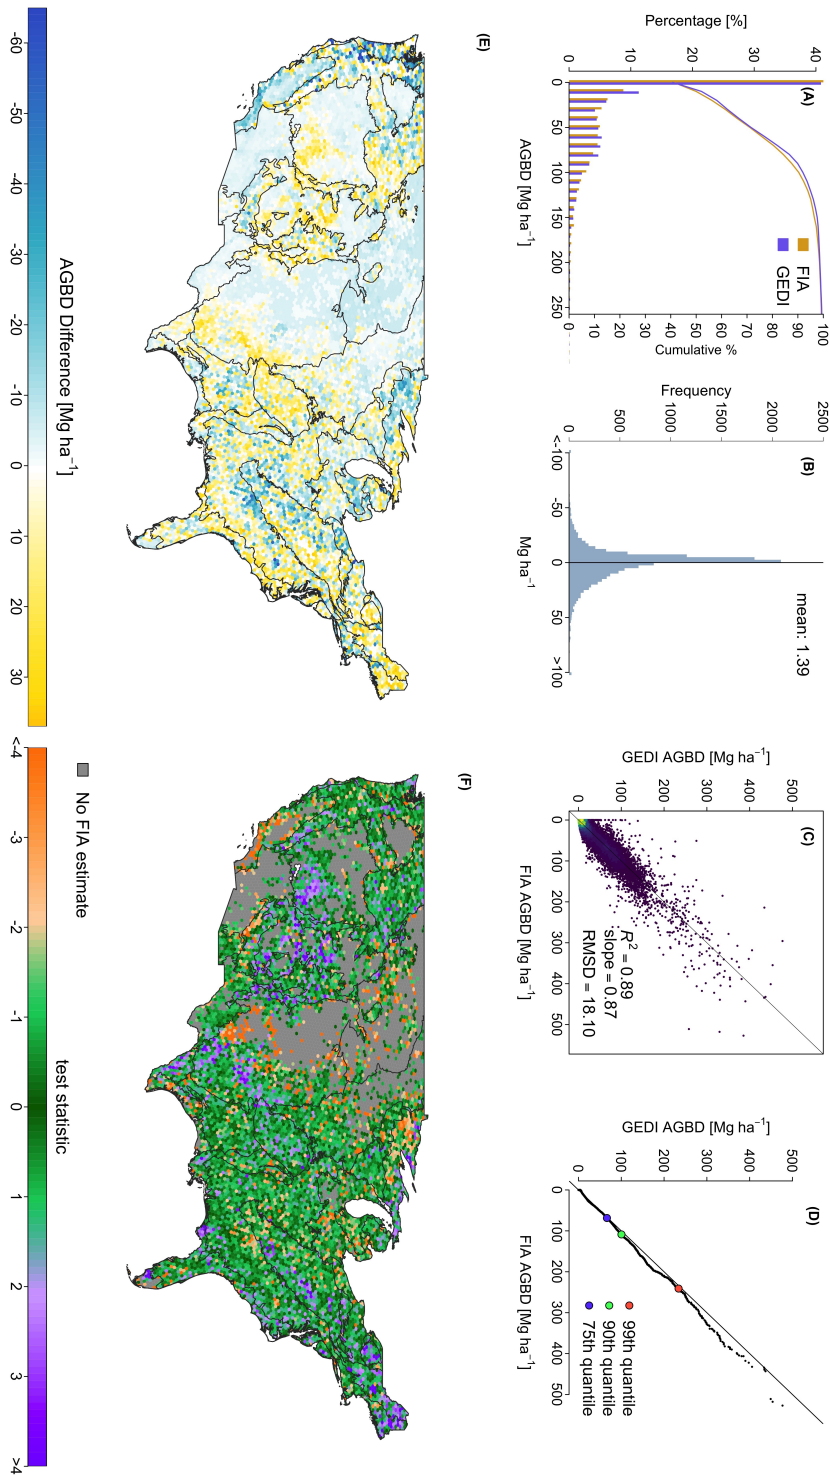 (A)
Percentage [%]
0 10 20 30 40
0 50 100 150 200 250
AGBD [Mg ha−1]
FIA
GEDI
0 10 20 30 40 50 60 70 80 90 100
Cumulative %
(B)
Frequency
0 500 1000 1500 2000 2500
<-100 -50 0 50 >100
Mg ha−1
mean: 1.39
(C)
GEDI AGBD [Mg ha−1]
0 100 200 300 400 500
0 100 200 300 400 500
FIA AGBD [Mg ha−1]
R2 = 0.89
slope = 0.87
RMSD = 18.10
(D)
GEDI AGBD [Mg ha−1]
0 100 200 300 400 500
0 100 200 300 400 500
FIA AGBD [Mg ha−1]
99th quantile
90th quantile
75th quantile
(E)
AGBD Difference [Mg ha−1]
-60 -50 -40 -30 -20 -10 0 10 20 30
(F)
No FIA estimate
test statistic
<-4 -3 -2 -1 0 1 2 3 >4